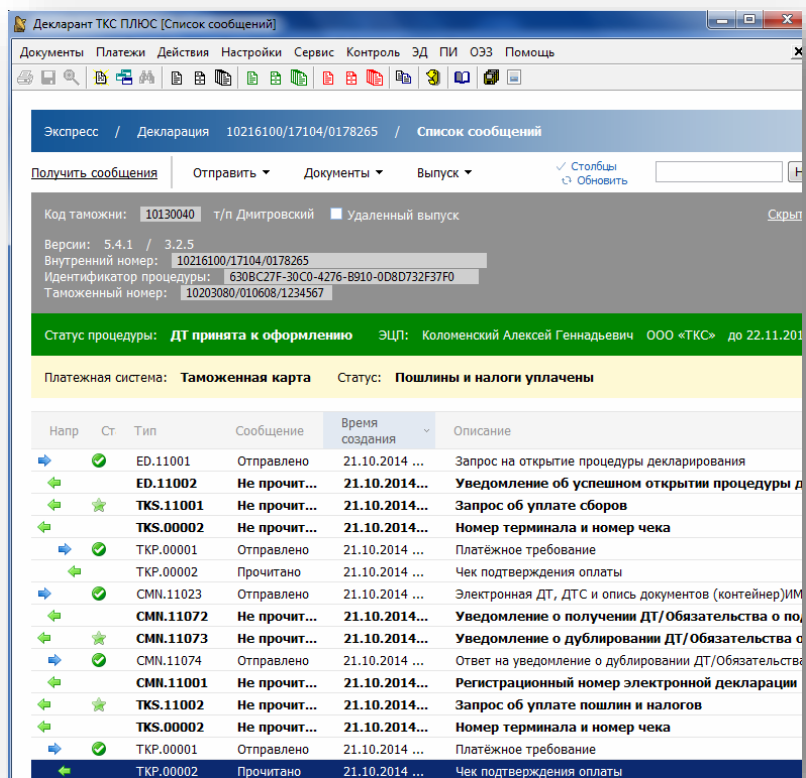 Декларант ТКС ПЛЮС [Список сообщений]
Документы Платежи Действия Настройки Сервис Контроль ЭД ПИ ОЭЗ Помощь
Экспресс / Декларация 10216100/17104/0178265 / Список сообщений
Получить сообщения Отправить Документы Выпуск Столбцы
Обновить
Код таможни: 10130040 т/п Дмитровский Удаленный выпуск Скрыт
Версии: 5.4.1 / 3.2.5
Внутренний номер: 10216100/17104/0178265
Идентификатор процедуры: 630BC27F-30C0-4276-B910-0D8D732F37F0
Таможенный номер: 10203080/010608/1234567
Статус процедуры: ДТ принята к оформлению ЭЦП: Коломенский Алексей Геннадьевич ООО «ТКС» до 22.11.201
Платежная система: Таможенная карта Статус: Пошлины и налоги уплачены
Напр Ст Тип Сообщение Время создания Описание
ED.11001 Отправлено 21.10.2014 ... Запрос на открытие процедуры декларирования
ED.11002 Не прочит... 21.10.2014... Уведомление об успешном открытии процедуры д
TKS.11001 Не прочит... 21.10.2014... Запрос об уплате сборов
TKS.00002 Не прочит... 21.10.2014... Номер терминала и номер чека
TKP.00001 Отправлено 21.10.2014 ... Платёжное требование
TKP.00002 Прочитано 21.10.2014 ... Чек подтверждения оплаты
CMN.11023 Отправлено 21.10.2014 ... Электронная ДТ, ДТС и опись документов (контейнер)ИМ
CMN.11072 Не прочит... 21.10.2014... Уведомление о получении ДТ/Обязательства о под
CMN.11073 Не прочит... 21.10.2014... Уведомление о дублировании ДТ/Обязательства о
CMN.11074 Отправлено 21.10.2014 ... Ответ на уведомление о дублировании ДТ/Обязательства
CMN.11001 Не прочит... 21.10.2014... Регистрационный номер электронной декларации
TKS.11002 Не прочит... 21.10.2014... Запрос об уплате пошлин и налогов
TKS.00002 Не прочит... 21.10.2014... Номер терминала и номер чека
TKP.00001 Отправлено 21.10.2014 ... Платёжное требование
TKP.00002 Прочитано 21.10.2014 ... Чек подтверждения оплаты